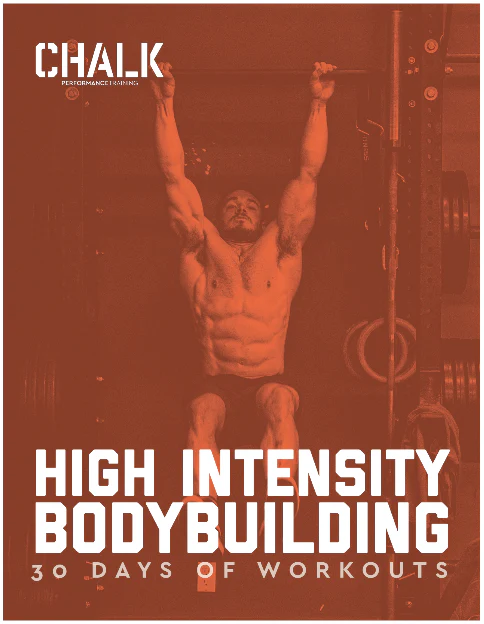 CHALK
PERFORMANCE TRAINING
HIGH INTENSITY
BODYBUILDING
30 DAYS OF WORKOUTS